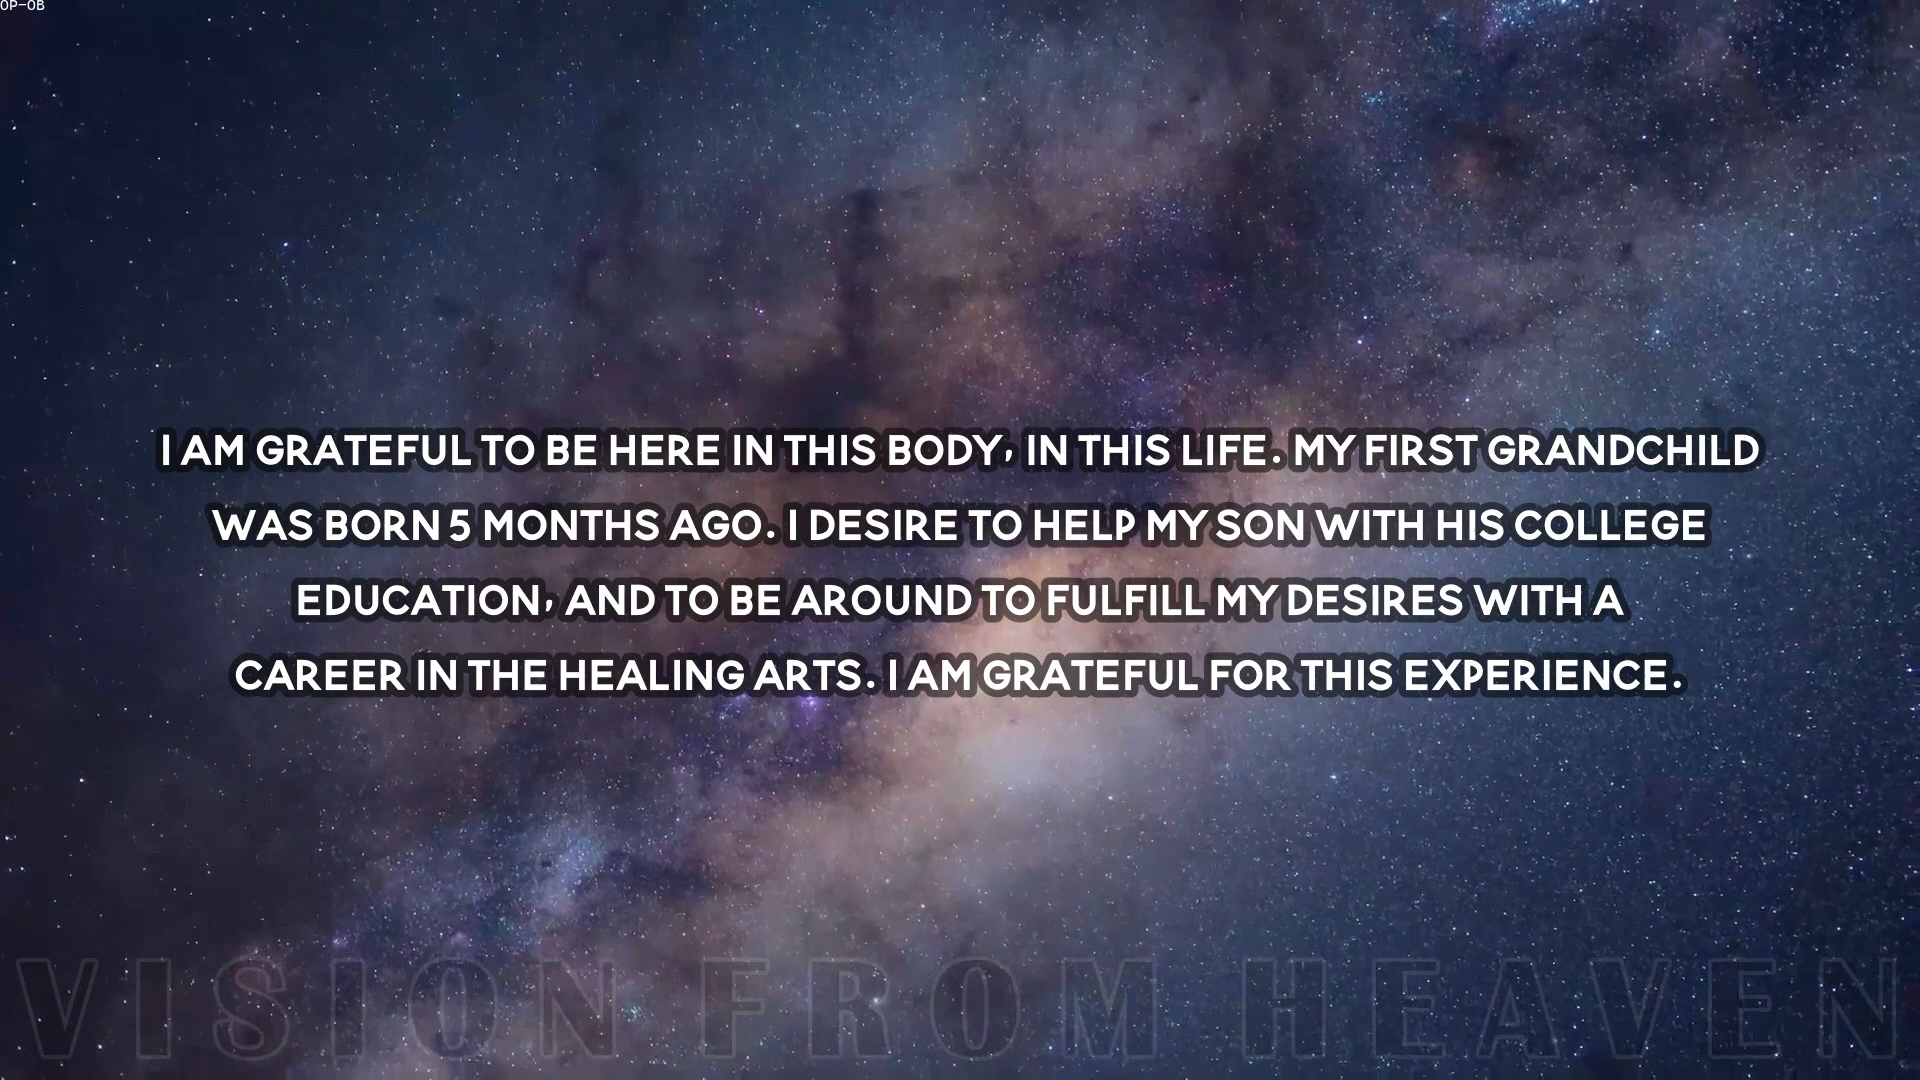 OP-OB
I AM GRATEFUL TO BE HERE IN THIS BODY, IN THIS LIFE. MY FIRST GRANDCHILD
WAS BORN 5 MONTHS AGO. I DESIRE TO HELP MY SON WITH HIS COLLEGE
EDUCATION, AND TO BE AROUND TO FULFILL MY DESIRES WITH A
CAREER IN THE HEALING ARTS. I AM GRATEFUL FOR THIS EXPERIENCE.
VISION FROM HEAVEN